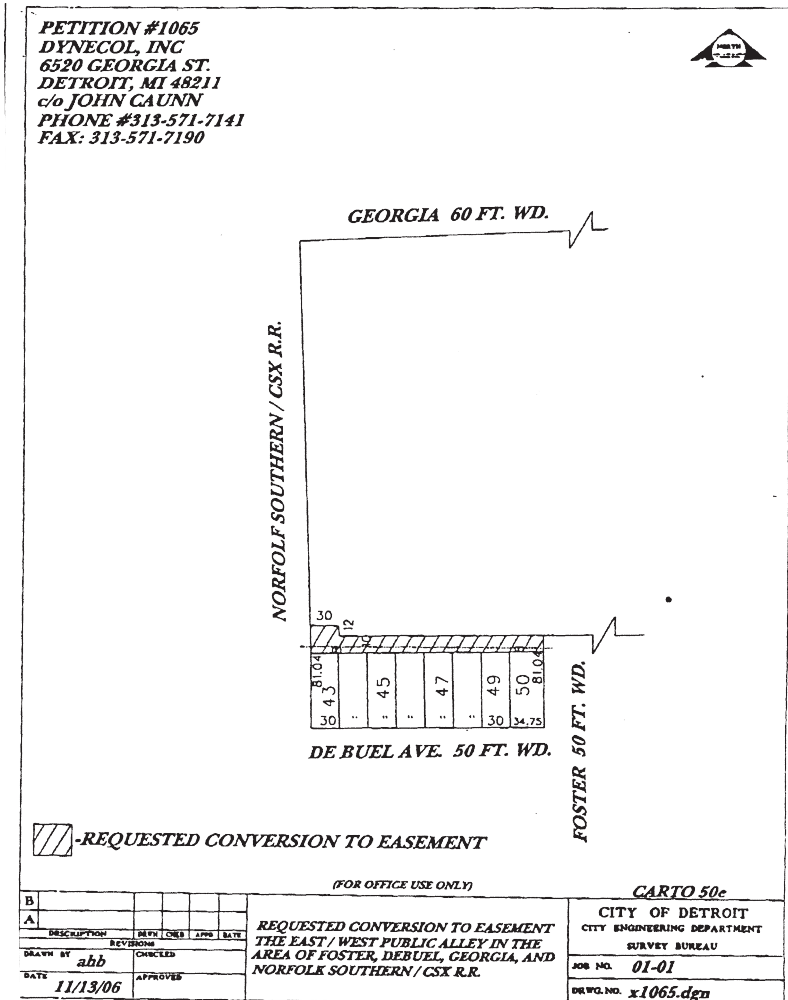 PETITION #1065
DYNECOL, INC
6520 GEORGIA ST.
DETROIT, MI 48211
c/o JOHN CAUNN
PHONE #313-571-7141
FAX: 313-571-7190
NORTH
GEORGIA 60 FT. WD.
NORFOLF SOUTHERN / CSX R.R.
30
12
81.04
43
45
47
49
50
81.04
30 " " " " " 30 34.75
DE BUEL AVE. 50 FT. WD.
FOSTER 50 FT. WD.
-REQUESTED CONVERSION TO EASEMENT
(FOR OFFICE USE ONLY)
CARTO 50e
B
A
DESCRIPTION DRWN CHKD APPD DATE
REVISIONS
DRAWN BY ahb CHECKED
DATE 11/13/06 APPROVED
REQUESTED CONVERSION TO EASEMENT
THE EAST / WEST PUBLIC ALLEY IN THE
AREA OF FOSTER, DEBUEL, GEORGIA, AND
NORFOLK SOUTHERN / CSX R.R.
CITY OF DETROIT
CITY ENGINEERING DEPARTMENT
SURVEY BUREAU
JOB NO. 01-01
DRWG. NO. x1065.dgn